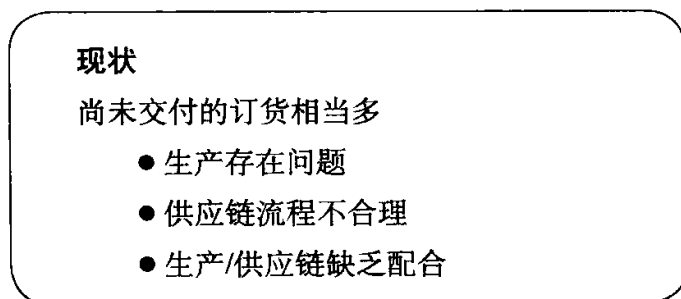 现状
尚未交付的订货相当多
● 生产存在问题
● 供应链流程不合理
● 生产/供应链缺乏配合